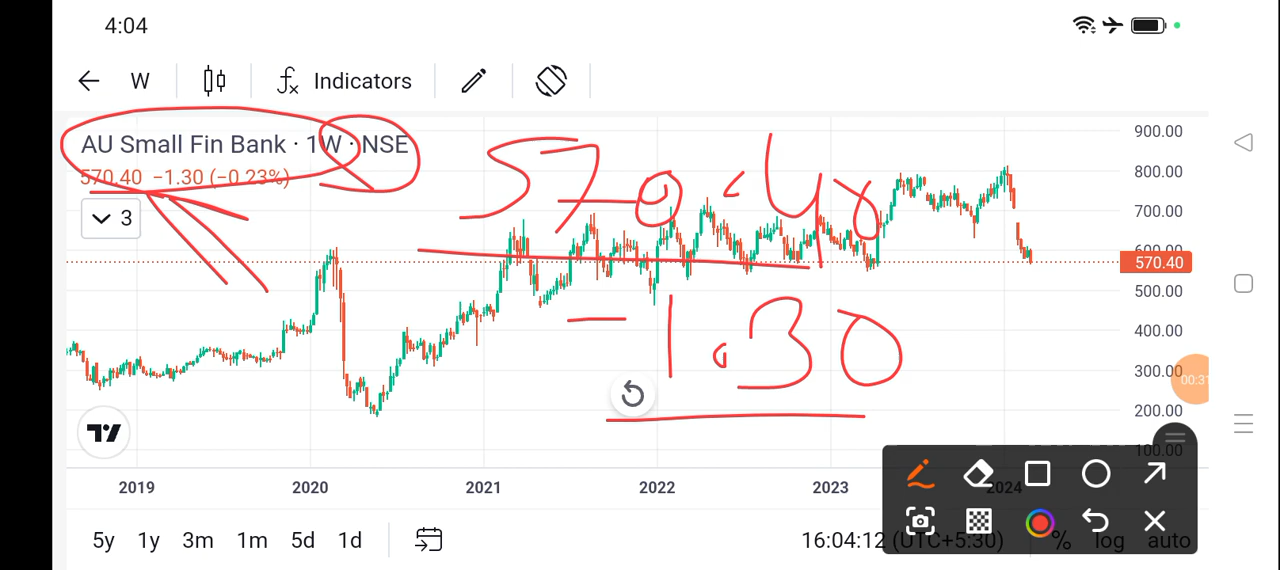 4:04
W
Indicators
AU Small Fin Bank · 1W · NSE
570.40 −1.30 (−0.23%)
3
570.40
-1.30
900.00
800.00
700.00
600.00
570.40
500.00
400.00
300.00
00:31
200.00
100.00
2019 2020 2021 2022 2023 2024
5y 1y 3m 1m 5d 1d
16:04:12 (UTC+5:30) % log auto